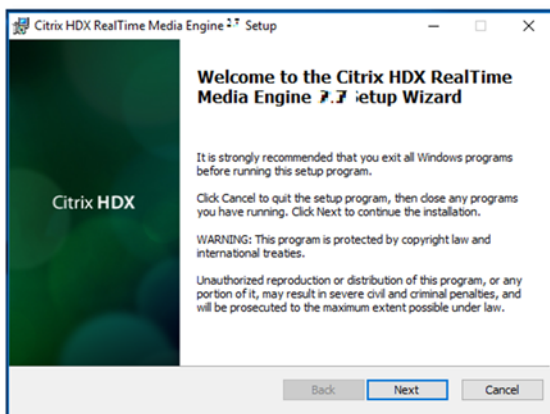 Citrix HDX RealTime Media Engine 2.7 Setup
Welcome to the Citrix HDX RealTime
Media Engine 2.7 Setup Wizard
It is strongly recommended that you exit all Windows programs
before running this setup program.
Citrix HDX
Click Cancel to quit the setup program, then close any programs
you have running. Click Next to continue the installation.
WARNING: This program is protected by copyright law and
international treaties.
Unauthorized reproduction or distribution of this program, or any
portion of it, may result in severe civil and criminal penalties, and
will be prosecuted to the maximum extent possible under law.
Back Next Cancel